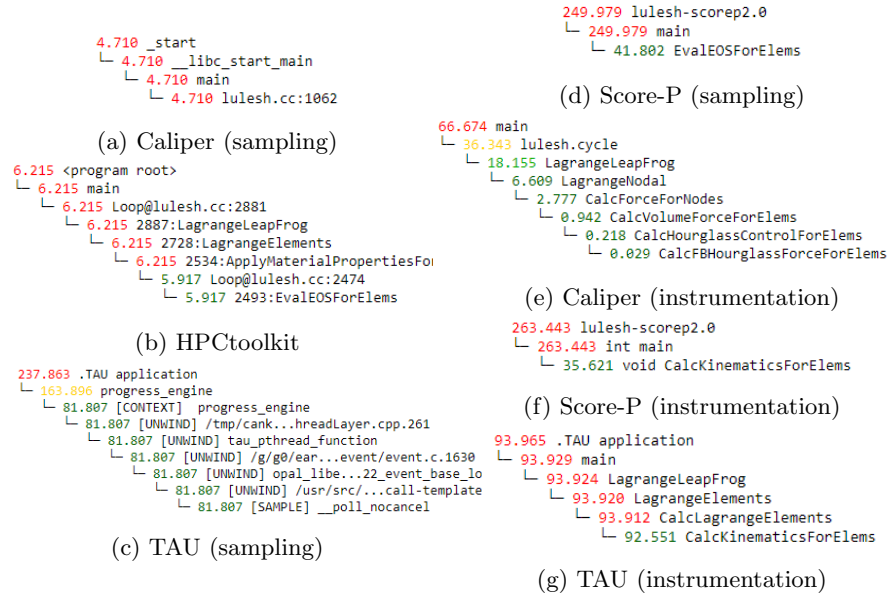 4.710 _start
└─ 4.710 __libc_start_main
└─ 4.710 main
└─ 4.710 lulesh.cc:1062
(a) Caliper (sampling)
6.215 <program root>
└─ 6.215 main
└─ 6.215 Loop@lulesh.cc:2881
└─ 6.215 2887:LagrangeLeapFrog
└─ 6.215 2728:LagrangeElements
└─ 6.215 2534:ApplyMaterialPropertiesFor
└─ 5.917 Loop@lulesh.cc:2474
└─ 5.917 2493:EvalEOSForElems
(b) HPCtoolkit
237.863 .TAU application
└─ 163.896 progress_engine
└─ 81.807 [CONTEXT] progress_engine
└─ 81.807 [UNWIND] /tmp/cank...hreadLayer.cpp.261
└─ 81.807 [UNWIND] tau_pthread_function
└─ 81.807 [UNWIND] /g/g0/ear...event/event.c.1630
└─ 81.807 [UNWIND] opal_libe...22_event_base_lo
└─ 81.807 [UNWIND] /usr/src/...call-template
└─ 81.807 [SAMPLE] __poll_nocancel
(c) TAU (sampling)
249.979 lulesh-scorep2.0
└─ 249.979 main
└─ 41.802 EvalEOSForElems
(d) Score-P (sampling)
66.674 main
└─ 36.343 lulesh.cycle
└─ 18.155 LagrangeLeapFrog
└─ 6.609 LagrangeNodal
└─ 2.777 CalcForceForNodes
└─ 0.942 CalcVolumeForceForElems
└─ 0.218 CalcHourglassControlForElems
└─ 0.029 CalcFBHourglassForceForElems
(e) Caliper (instrumentation)
263.443 lulesh-scorep2.0
└─ 263.443 int main
└─ 35.621 void CalcKinematicsForElems
(f) Score-P (instrumentation)
93.965 .TAU application
└─ 93.929 main
└─ 93.924 LagrangeLeapFrog
└─ 93.920 LagrangeElements
└─ 93.912 CalcLagrangeElements
└─ 92.551 CalcKinematicsForElems
(g) TAU (instrumentation)